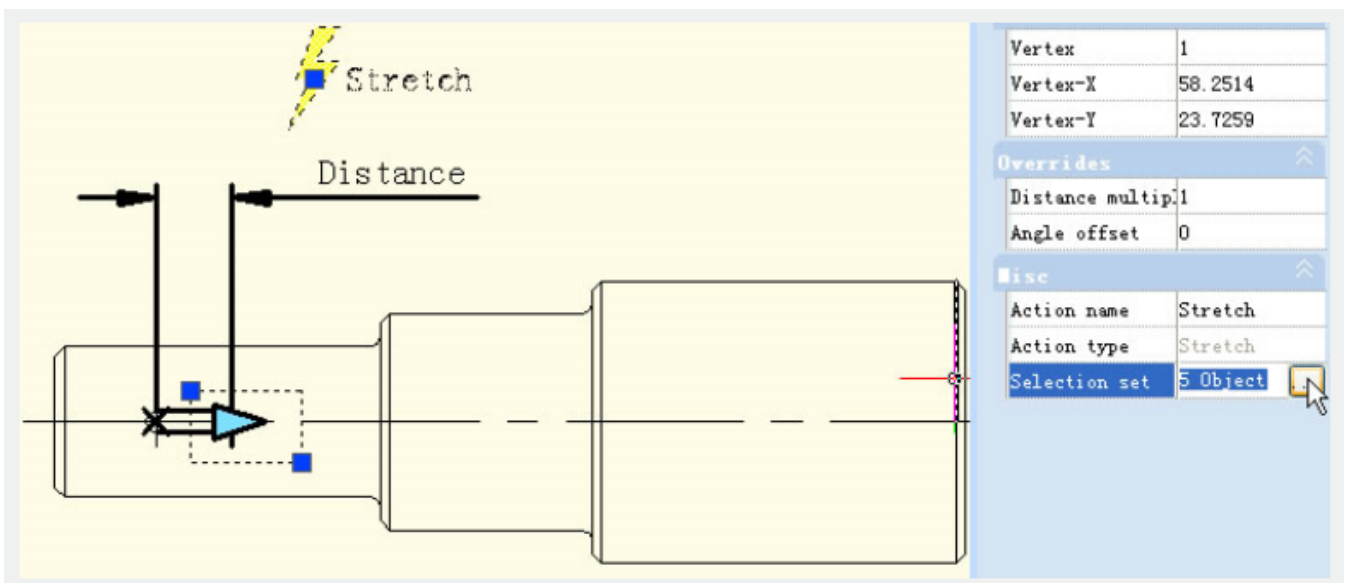 Stretch
Distance
Vertex 1
Vertex-X 58.2514
Vertex-Y 23.7259
Overrides
Distance multip 1
Angle offset 0
Misc
Action name Stretch
Action type Stretch
Selection set 5 Object ...